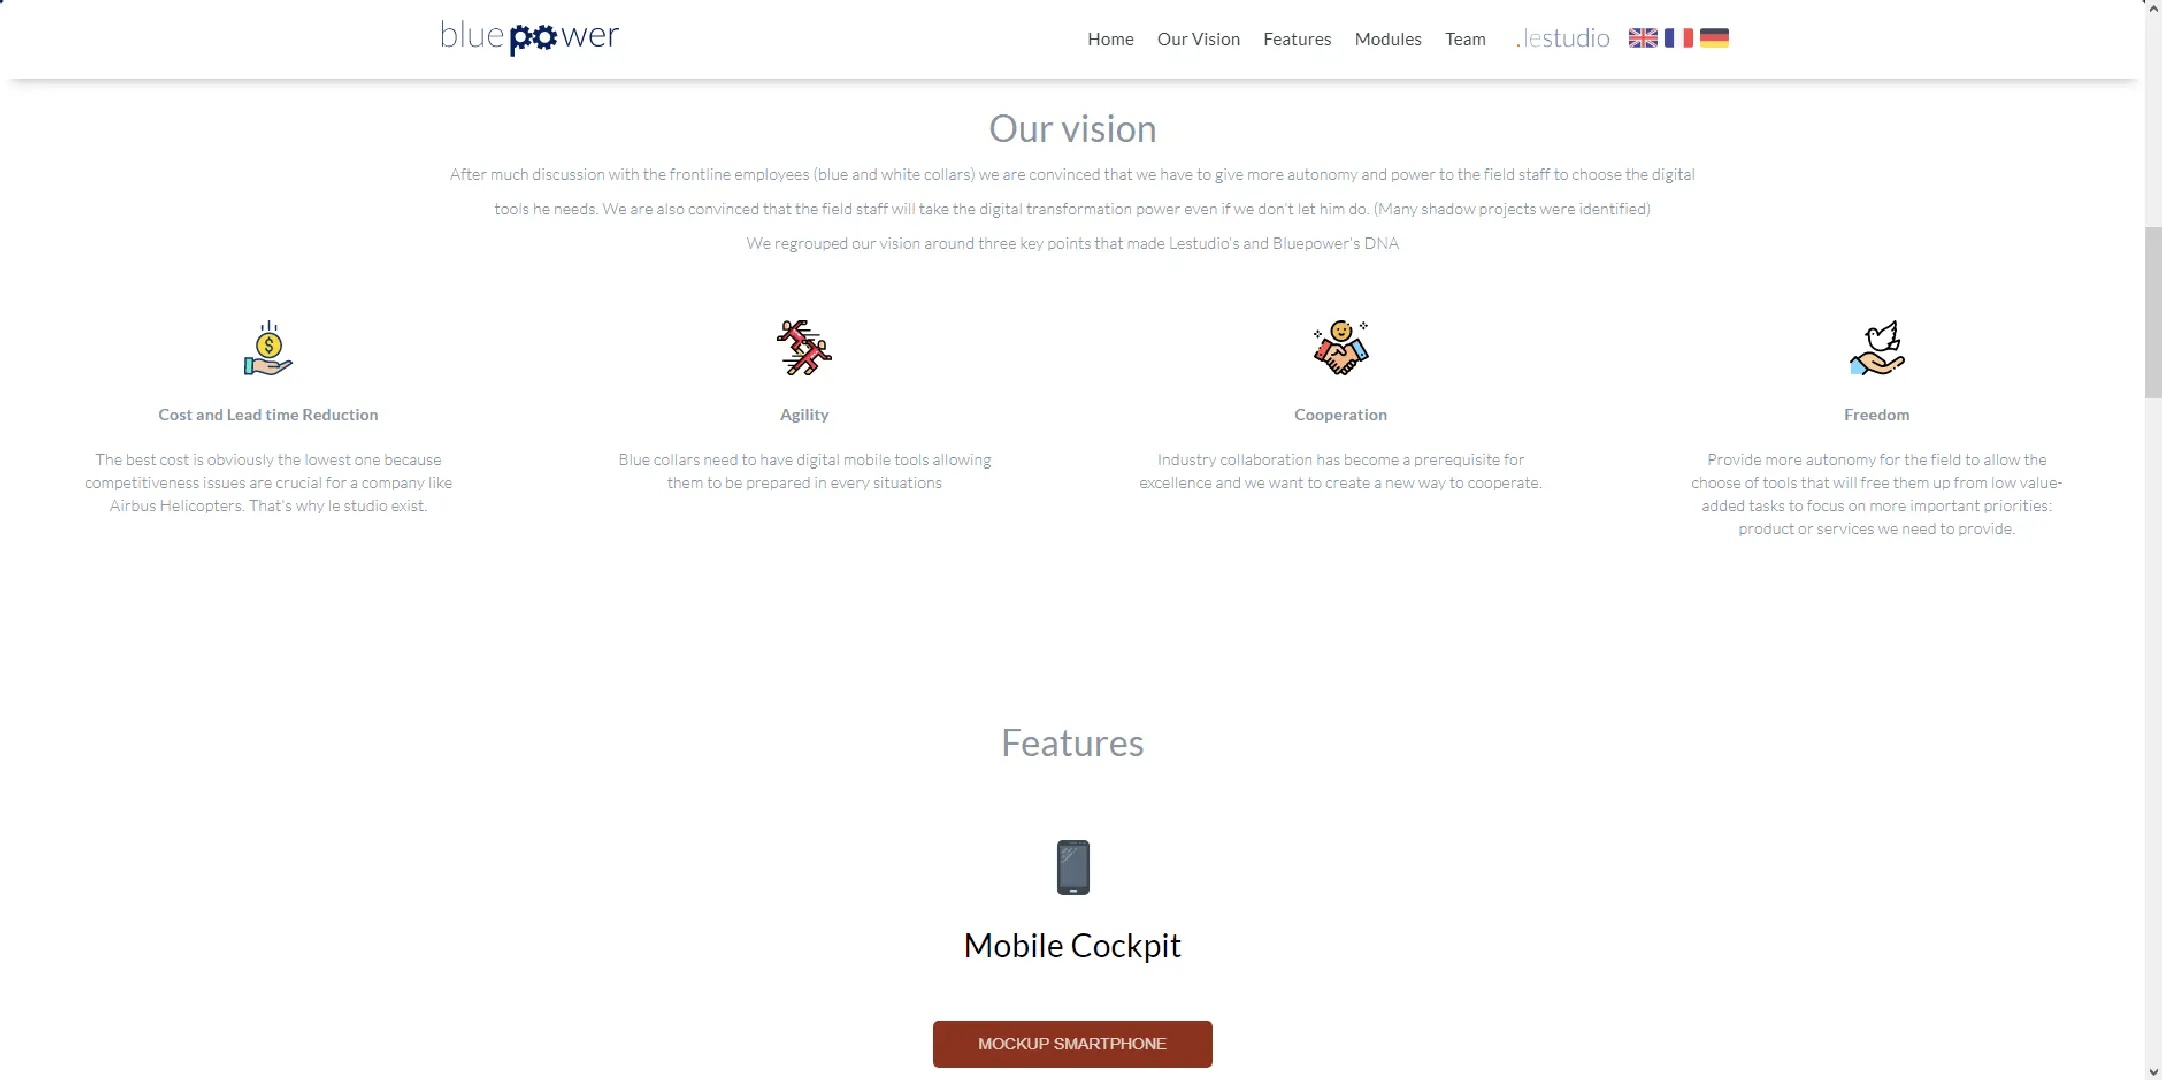 bluepower
Home Our Vision Features Modules Team .lestudio
Our vision
After much discussion with the frontline employees (blue and white collars) we are convinced that we have to give more autonomy and power to the field staff to choose the digital
tools he needs. We are also convinced that the field staff will take the digital transformation power even if we don't let him do. (Many shadow projects were identified)
We regrouped our vision around three key points that made Lestudio's and Bluepower's DNA
Cost and Lead time Reduction
The best cost is obviously the lowest one because
competitiveness issues are crucial for a company like
Airbus Helicopters. That's why le studio exist.
Agility
Blue collars need to have digital mobile tools allowing
them to be prepared in every situations
Cooperation
Industry collaboration has become a prerequisite for
excellence and we want to create a new way to cooperate.
Freedom
Provide more autonomy for the field to allow the
choose of tools that will free them up from low value-
added tasks to focus on more important priorities:
product or services we need to provide.
Features
Mobile Cockpit
MOCKUP SMARTPHONE